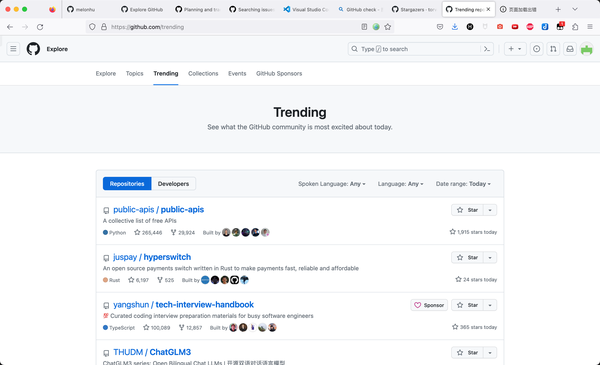 metorhu
Explore GitHub
Planning and tra
Searching issue
Visual Studio Co
GitHub check
Stargazers
Trending repo
页面加载出错
https://github.com/trending
Explore
Type / to search
Explore Topics Trending Collections Events GitHub Sponsors
Trending
See what the GitHub community is most excited about today.
Repositories Developers Spoken Language: Any Language: Any Date range: Today
public-apis / public-apis Star
A collective list of free APIs
Python 265,446 29,924 Built by 1,915 stars today
juspay / hyperswitch Star
An open source payments switch written in Rust to make payments fast, reliable and affordable
Rust 6,197 525 Built by 24 stars today
yangshun / tech-interview-handbook Sponsor Star
💯 Curated coding interview preparation materials for busy software engineers
TypeScript 100,089 12,857 Built by 365 stars today
THUDM / ChatGLM3 Star
ChatGLM3 series: Open Bilingual Chat LLMs | 开源双语对话语言模型